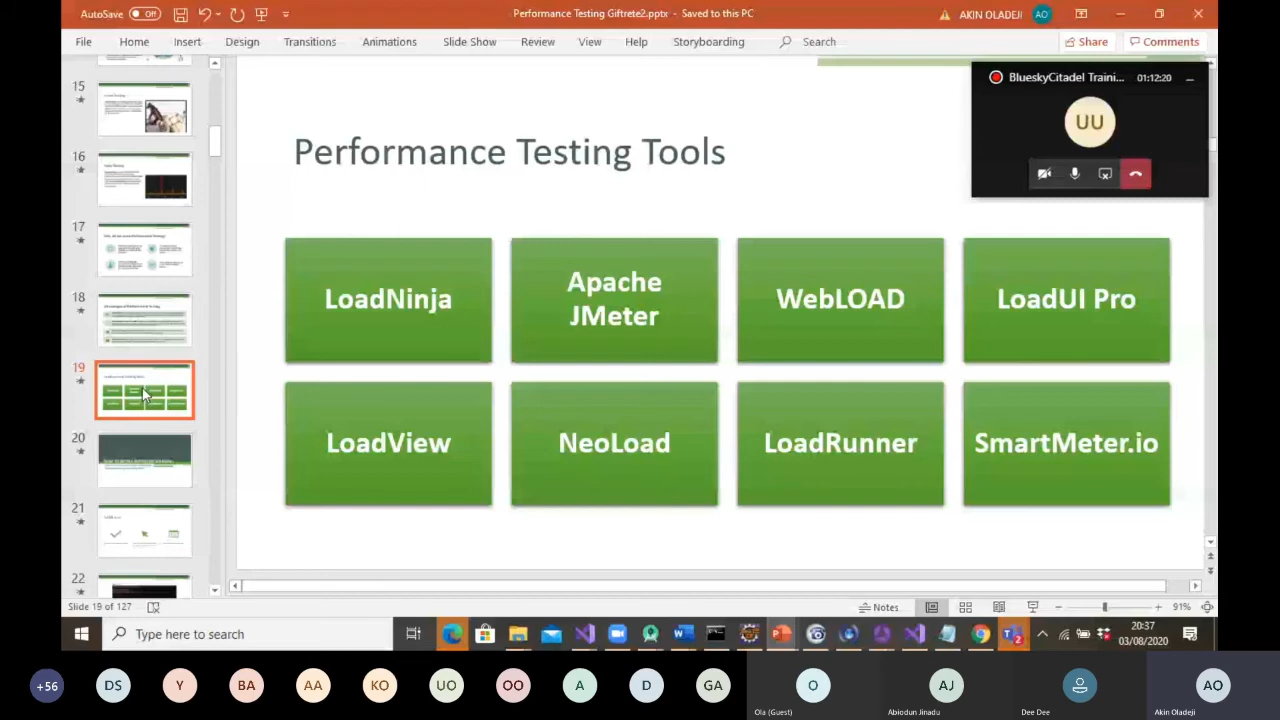 AutoSave Off
Performance Testing Giftrete2.pptx - Saved to this PC
AKIN OLADEJI AO
File Home Insert Design Transitions Animations Slide Show Review View Help Storyboarding Search Share Comments
BlueskyCitadel Traini... 01:12:20
UU
15
16
17
18
19
20
21
22
Performance Testing Tools
LoadNinja
Apache
JMeter
WebLOAD
LoadUI Pro
LoadView
NeoLoad
LoadRunner
SmartMeter.io
Slide 19 of 127
Notes
91%
Type here to search
2
20:37
03/08/2020
+56 DS Y BA AA KO UO OO A D GA O AJ AO
Ola (Guest) Abiodun Jinadu Dee Dee Akin Oladeji